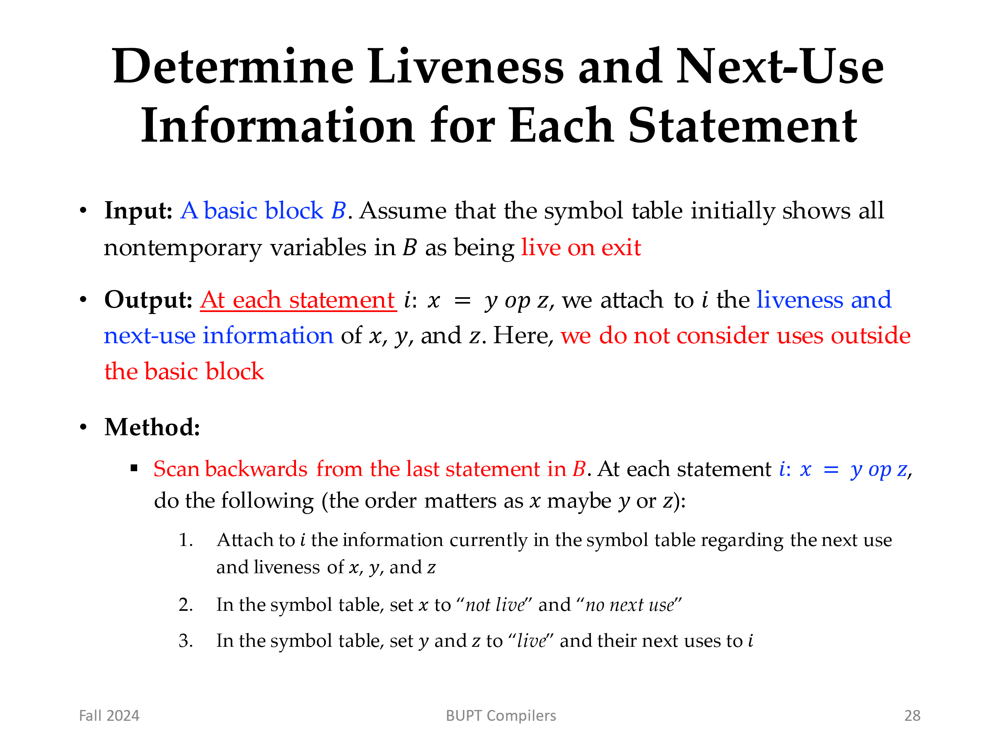 Determine Liveness and Next-Use
Information for Each Statement
• Input: A basic block B. Assume that the symbol table initially shows all
nontemporary variables in B as being live on exit
• Output: At each statement i: x = y op z, we attach to i the liveness and
next-use information of x, y, and z. Here, we do not consider uses outside
the basic block
• Method:
▪ Scan backwards from the last statement in B. At each statement i: x = y op z,
do the following (the order matters as x maybe y or z):
1. Attach to i the information currently in the symbol table regarding the next use
and liveness of x, y, and z
2. In the symbol table, set x to “not live” and “no next use”
3. In the symbol table, set y and z to “live” and their next uses to i
Fall 2024 BUPT Compilers 28